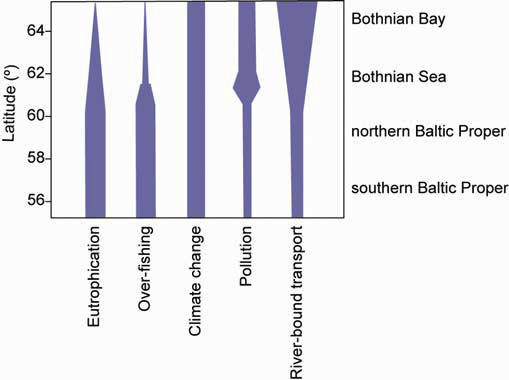 Latitude (º)
64
62
60
58
56
Bothnian Bay
Bothnian Sea
northern Baltic Proper
southern Baltic Proper
Eutrophication
Over-fishing
Climate change
Pollution
River-bound transport